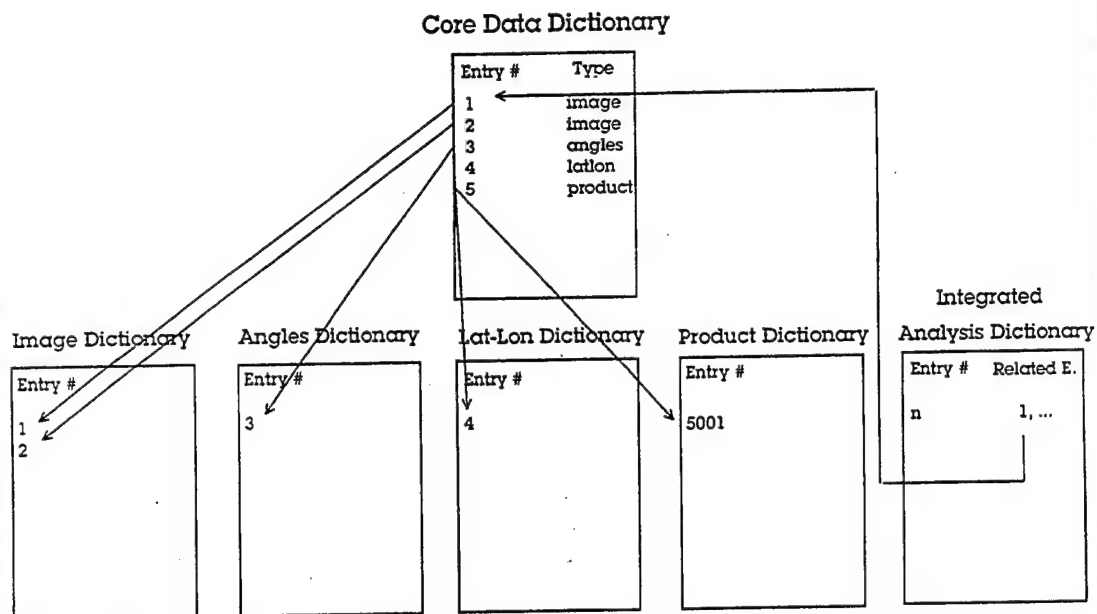 Core Data Dictionary
Entry # Type
1 image
2 image
3 angles
4 latlon
5 product
Image Dictionary
Entry #
1
2
Angles Dictionary
Entry #
3
Lat-Lon Dictionary
Entry #
4
Product Dictionary
Entry #
5001
Integrated
Analysis Dictionary
Entry # Related E.
n 1, ...